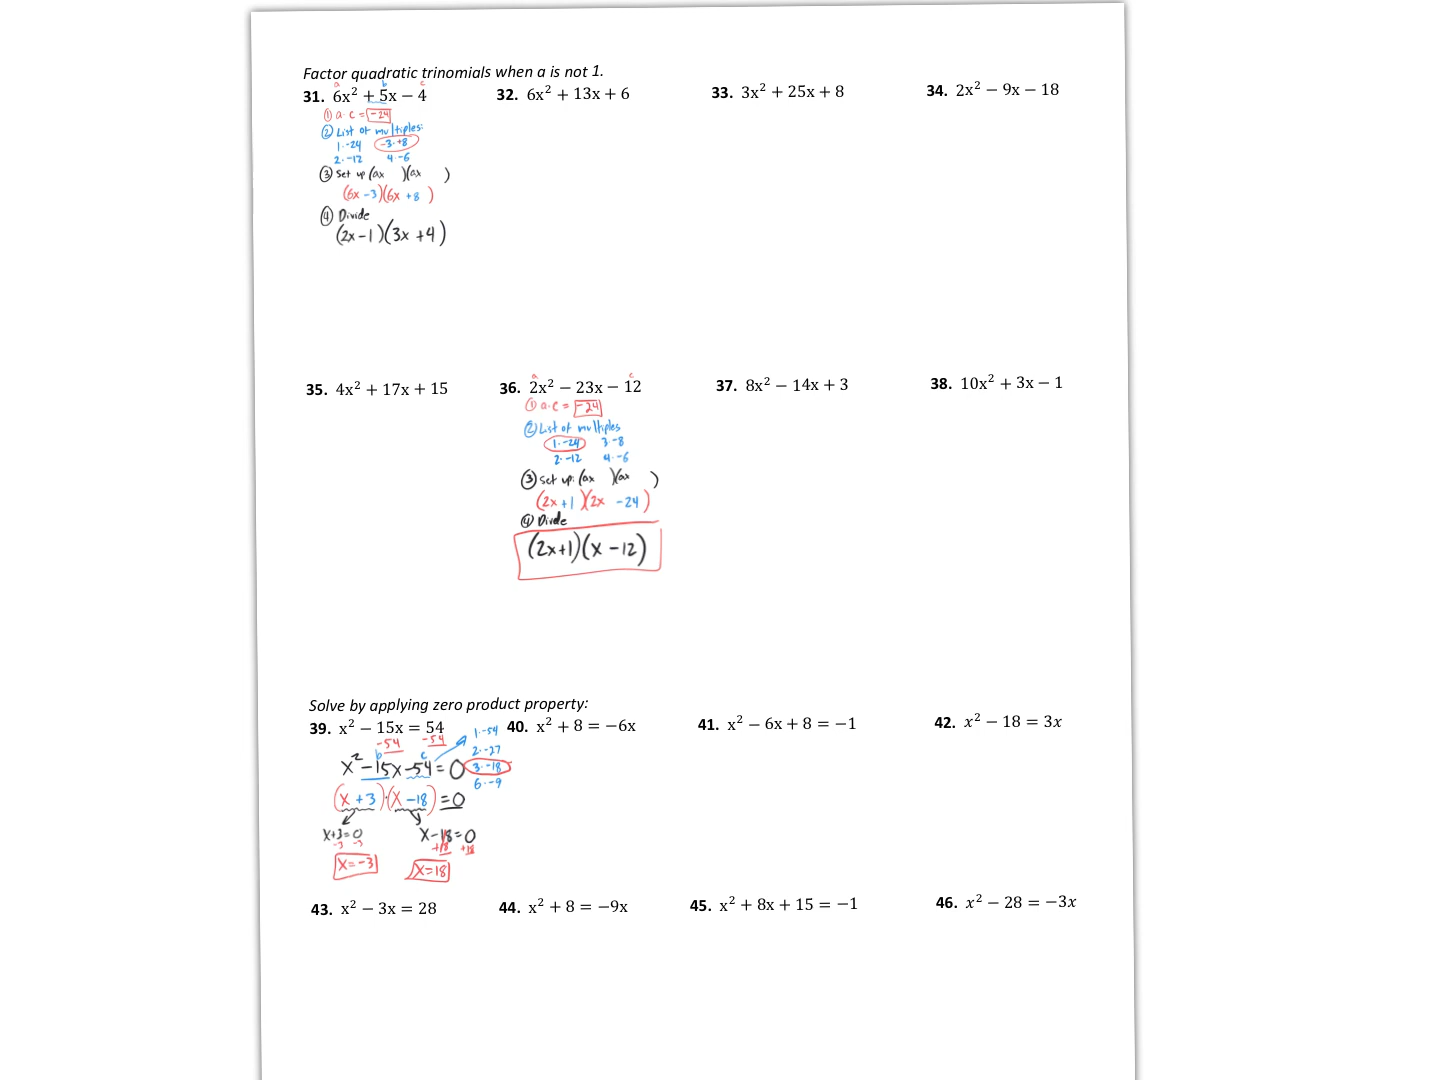 Factor quadratic trinomials when a is not 1.
31. 6x² + 5x − 4
a b c
① a·c = -24
② List of multiples:
1·-24 -3·+8
2·-12 4·-6
③ Set up (ax )(ax )
(6x -3)(6x +8 )
④ Divide
(2x-1)(3x +4)
32. 6x² + 13x + 6
33. 3x² + 25x + 8
34. 2x² − 9x − 18
35. 4x² + 17x + 15
36. 2x² − 23x − 12
a c
① a·c = -24
② List of multiples
1·-24 3·-8
2·-12 4·-6
③ set up: (ax )(ax )
(2x +1 )(2x -24)
④ Divide
(2x+1)(x -12)
37. 8x² − 14x + 3
38. 10x² + 3x − 1
Solve by applying zero product property:
39. x² − 15x = 54
-54 -54
b c
x² -15x -54 = 0
1·-54
2·-27
3·-18
6·-9
(x +3)·(x -18) = 0
x+3=0 x-18=0
-3 -3 +18 +18
x=-3 x=18
40. x² + 8 = −6x
41. x² − 6x + 8 = −1
42. x² − 18 = 3x
43. x² − 3x = 28
44. x² + 8 = −9x
45. x² + 8x + 15 = −1
46. x² − 28 = −3x